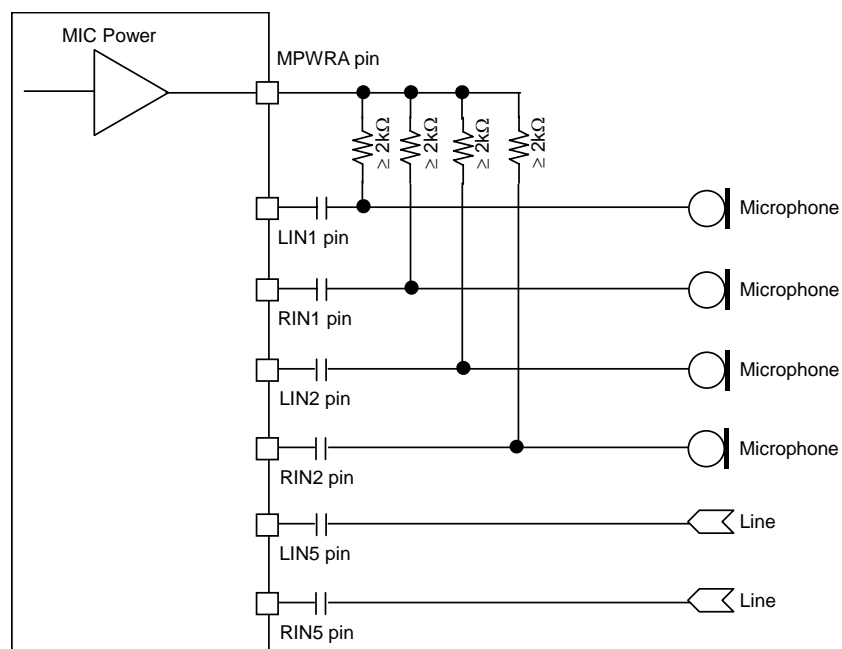 MIC Power
MPWRA pin
≥ 2kΩ
≥ 2kΩ
≥ 2kΩ
≥ 2kΩ
LIN1 pin
Microphone
RIN1 pin
Microphone
LIN2 pin
Microphone
RIN2 pin
Microphone
LIN5 pin
Line
RIN5 pin
Line